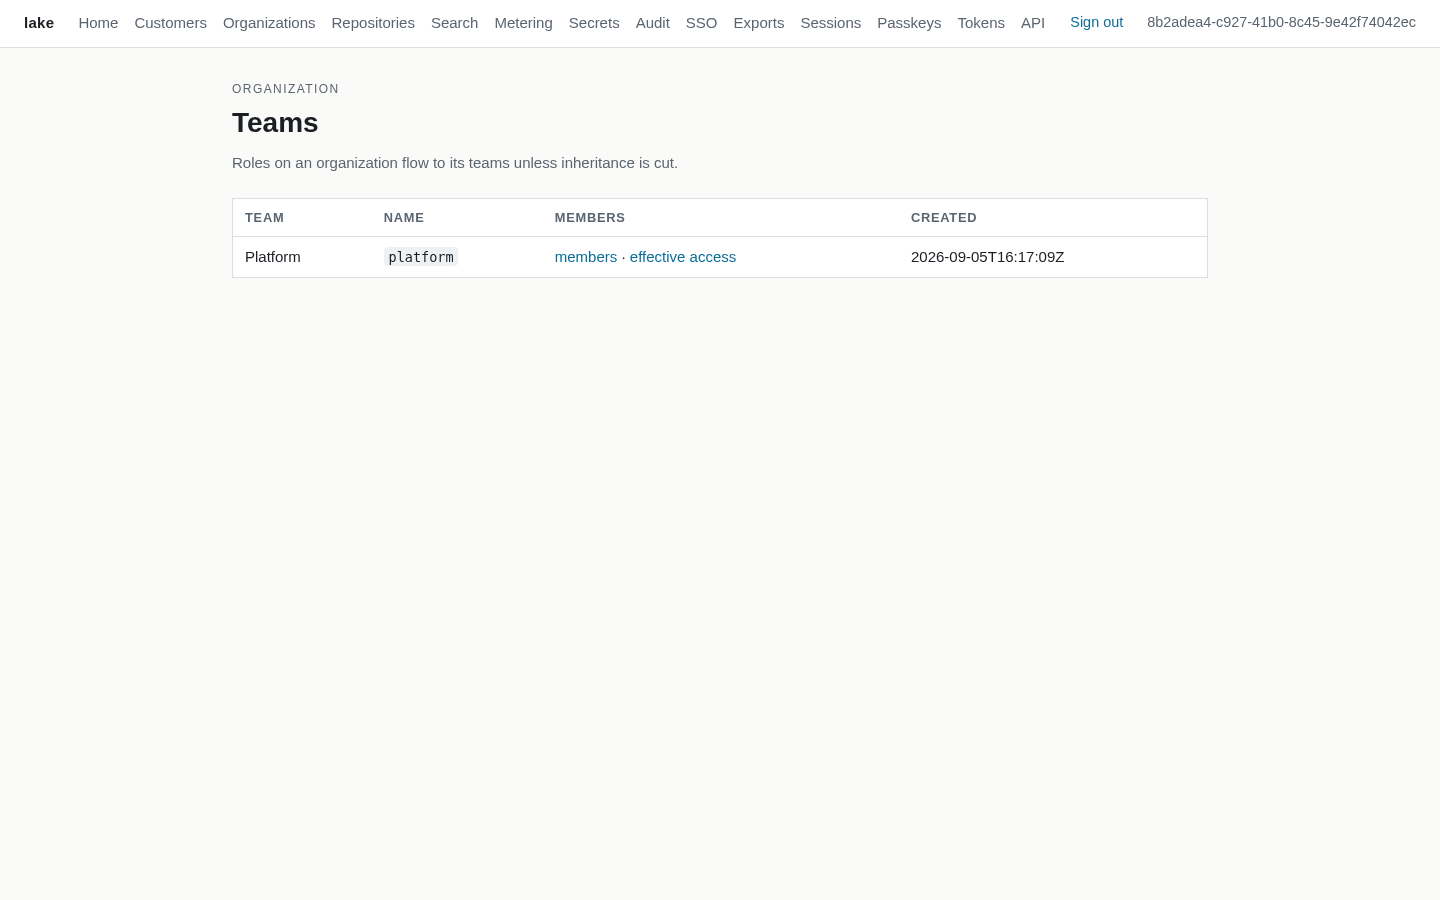 lake Home Customers Organizations Repositories Search Metering Secrets Audit SSO Exports Sessions Passkeys Tokens API Sign out 8b2adea4-c927-41b0-8c45-9e42f74042ec
ORGANIZATION
Teams
Roles on an organization flow to its teams unless inheritance is cut.
TEAM NAME MEMBERS CREATED
Platform platform members · effective access 2026-09-05T16:17:09Z